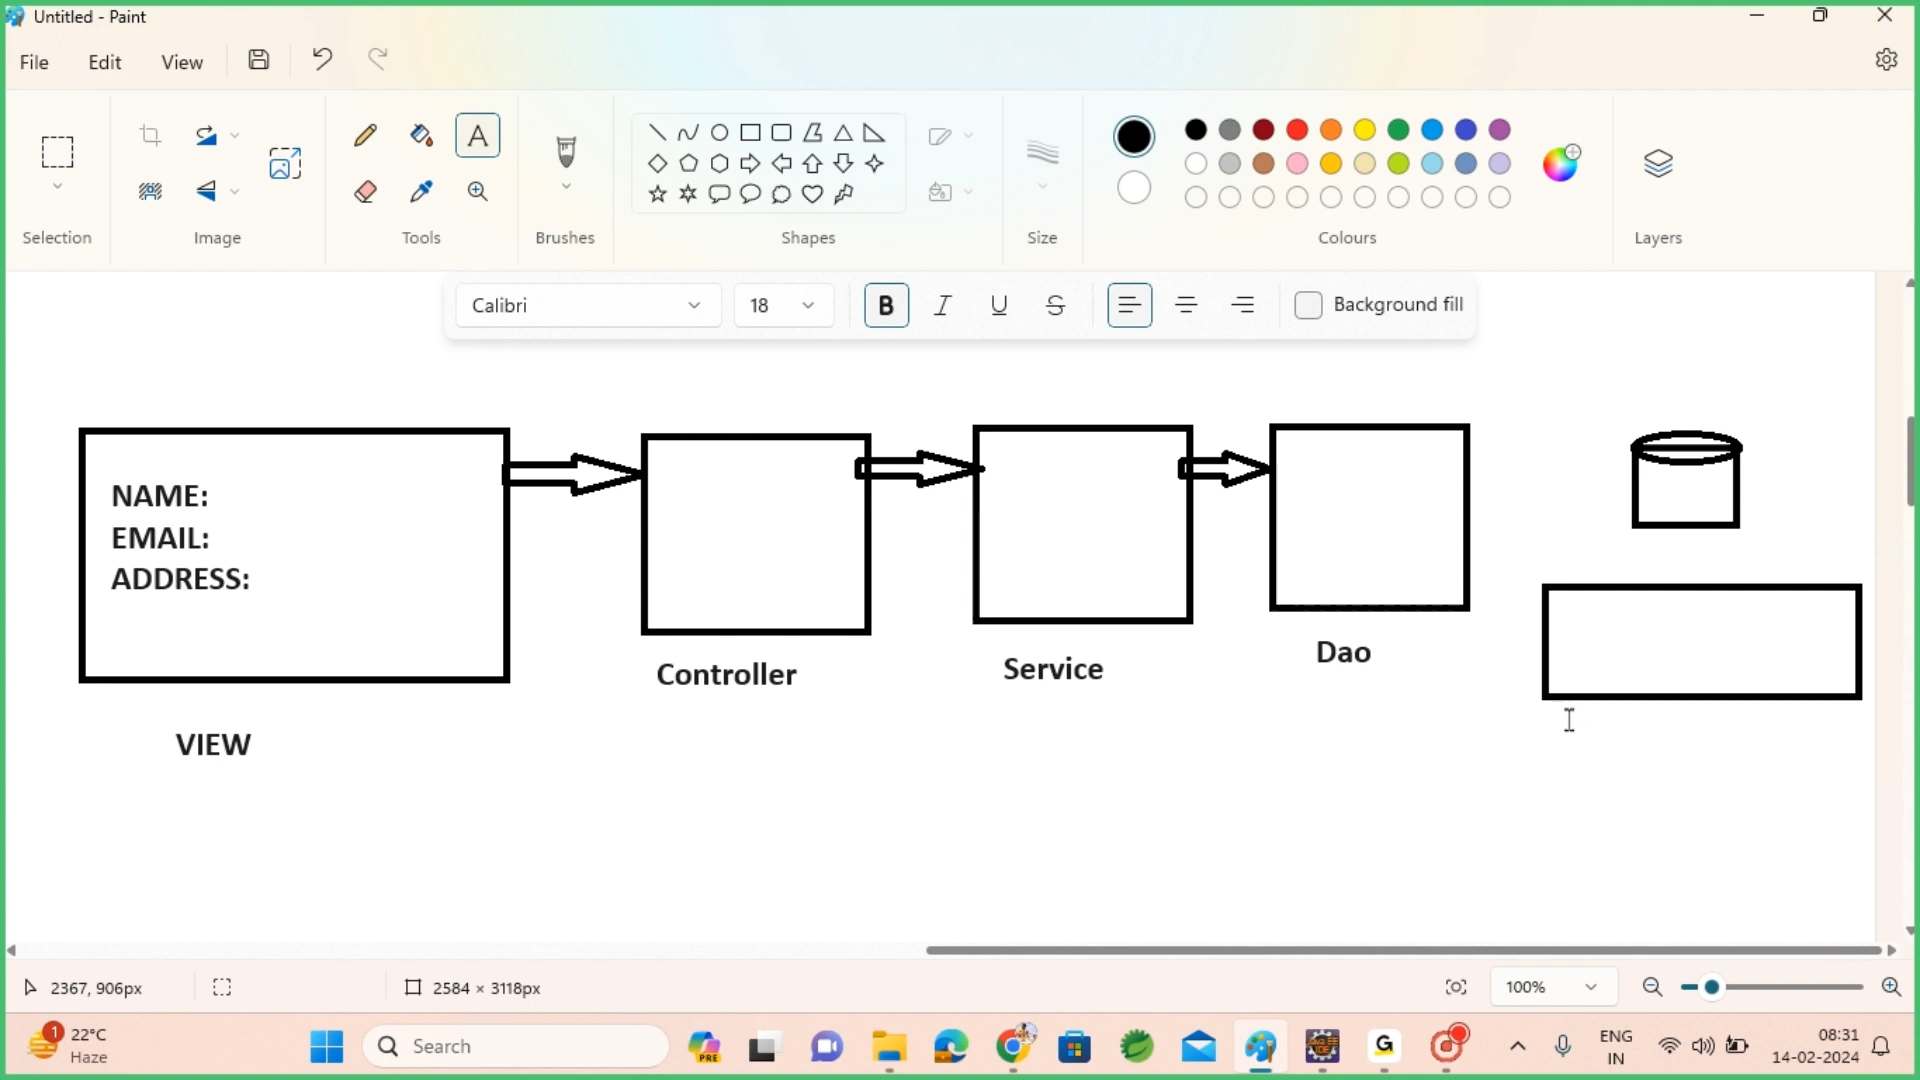 Untitled - Paint
File Edit View
Selection Image Tools Brushes Shapes Size Colours Layers
Calibri 18 B I U S Background fill
NAME:
EMAIL:
ADDRESS:
VIEW
Controller
Service
Dao
2367, 906px 2584 × 3118px 100%
1 22°C
Haze
Search
PRE
ENG
IN
08:31
14-02-2024